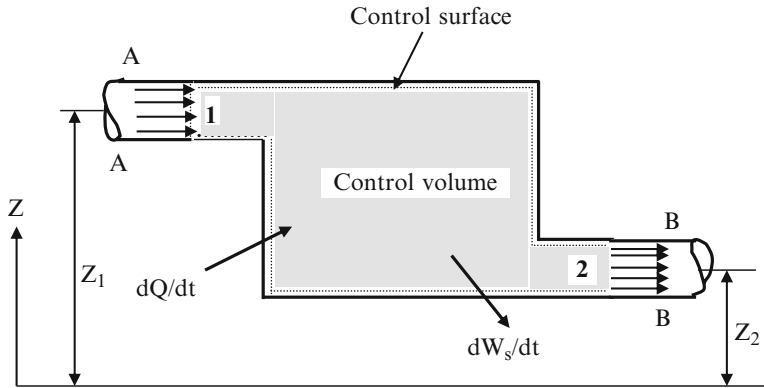 Control surface
A
1
A
Control volume
Z
B
Z1
2
dQ/dt
B
Z2
dWs/dt